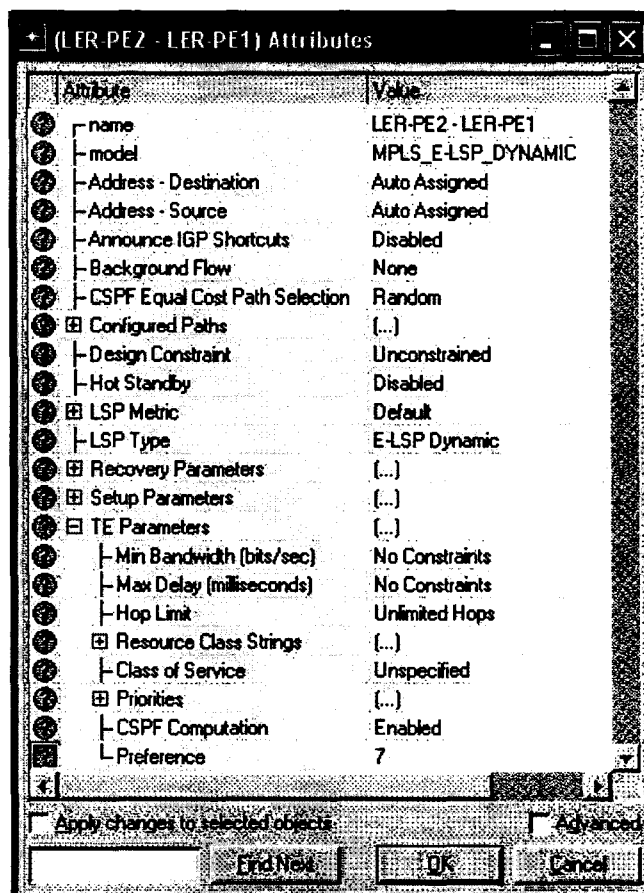 (LER-PE2 - LER-PE1) Attributes
Attribute Value
name LER-PE2 - LER-PE1
model MPLS_E-LSP_DYNAMIC
Address - Destination Auto Assigned
Address - Source Auto Assigned
Announce IGP Shortcuts Disabled
Background Flow None
CSPF Equal Cost Path Selection Random
Configured Paths (...)
Design Constraint Unconstrained
Hot Standby Disabled
LSP Metric Default
LSP Type E-LSP Dynamic
Recovery Parameters (...)
Setup Parameters (...)
TE Parameters (...)
Min Bandwidth (bits/sec) No Constraints
Max Delay (milliseconds) No Constraints
Hop Limit Unlimited Hops
Resource Class Strings (...)
Class of Service Unspecified
Priorities (...)
CSPF Computation Enabled
Preference 7
Apply changes to selected objects Advanced
Find Next OK Cancel